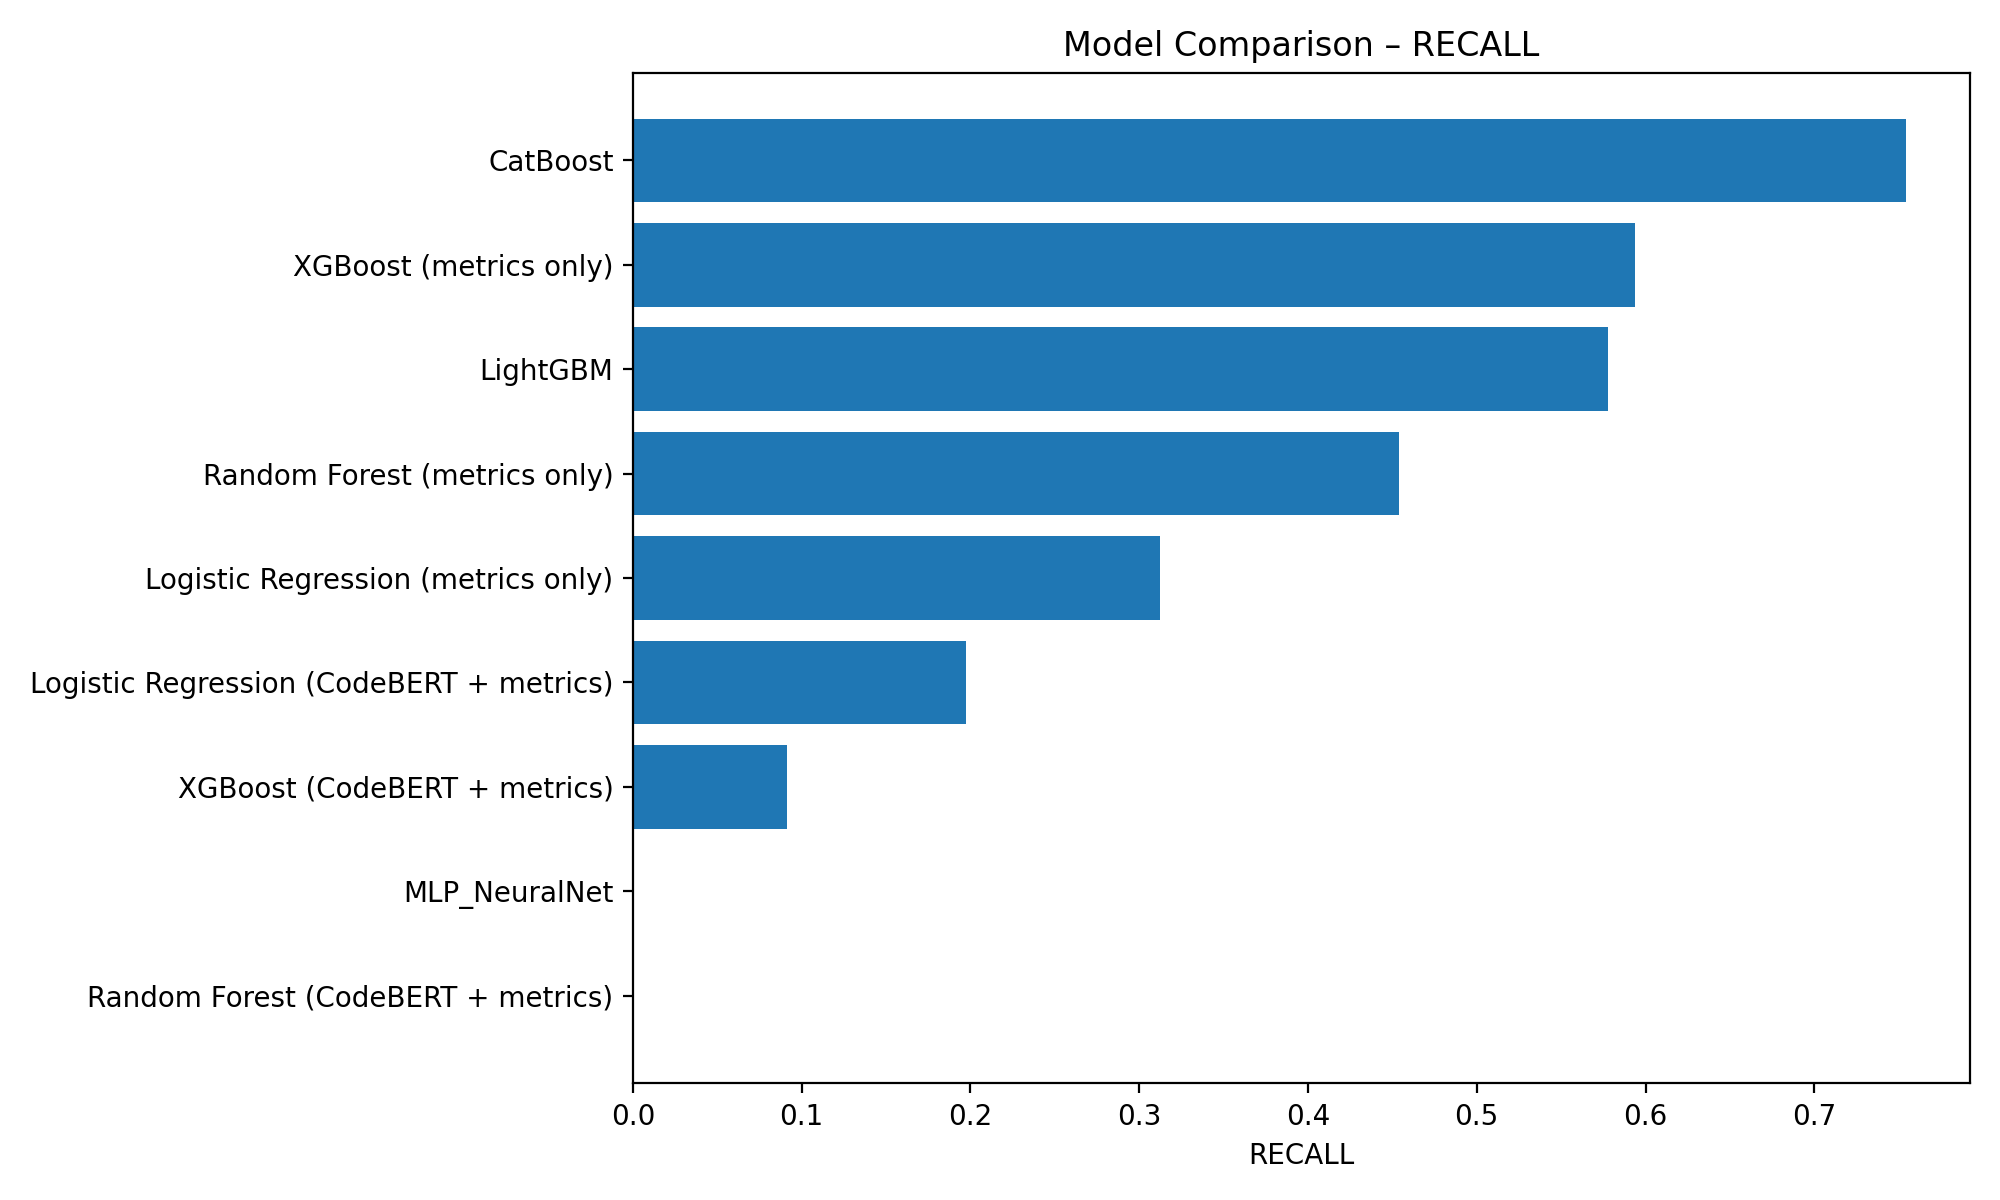 Model Comparison – RECALL
CatBoost
XGBoost (metrics only)
LightGBM
Random Forest (metrics only)
Logistic Regression (metrics only)
Logistic Regression (CodeBERT + metrics)
XGBoost (CodeBERT + metrics)
MLP_NeuralNet
Random Forest (CodeBERT + metrics)
0.0 0.1 0.2 0.3 0.4 0.5 0.6 0.7
RECALL